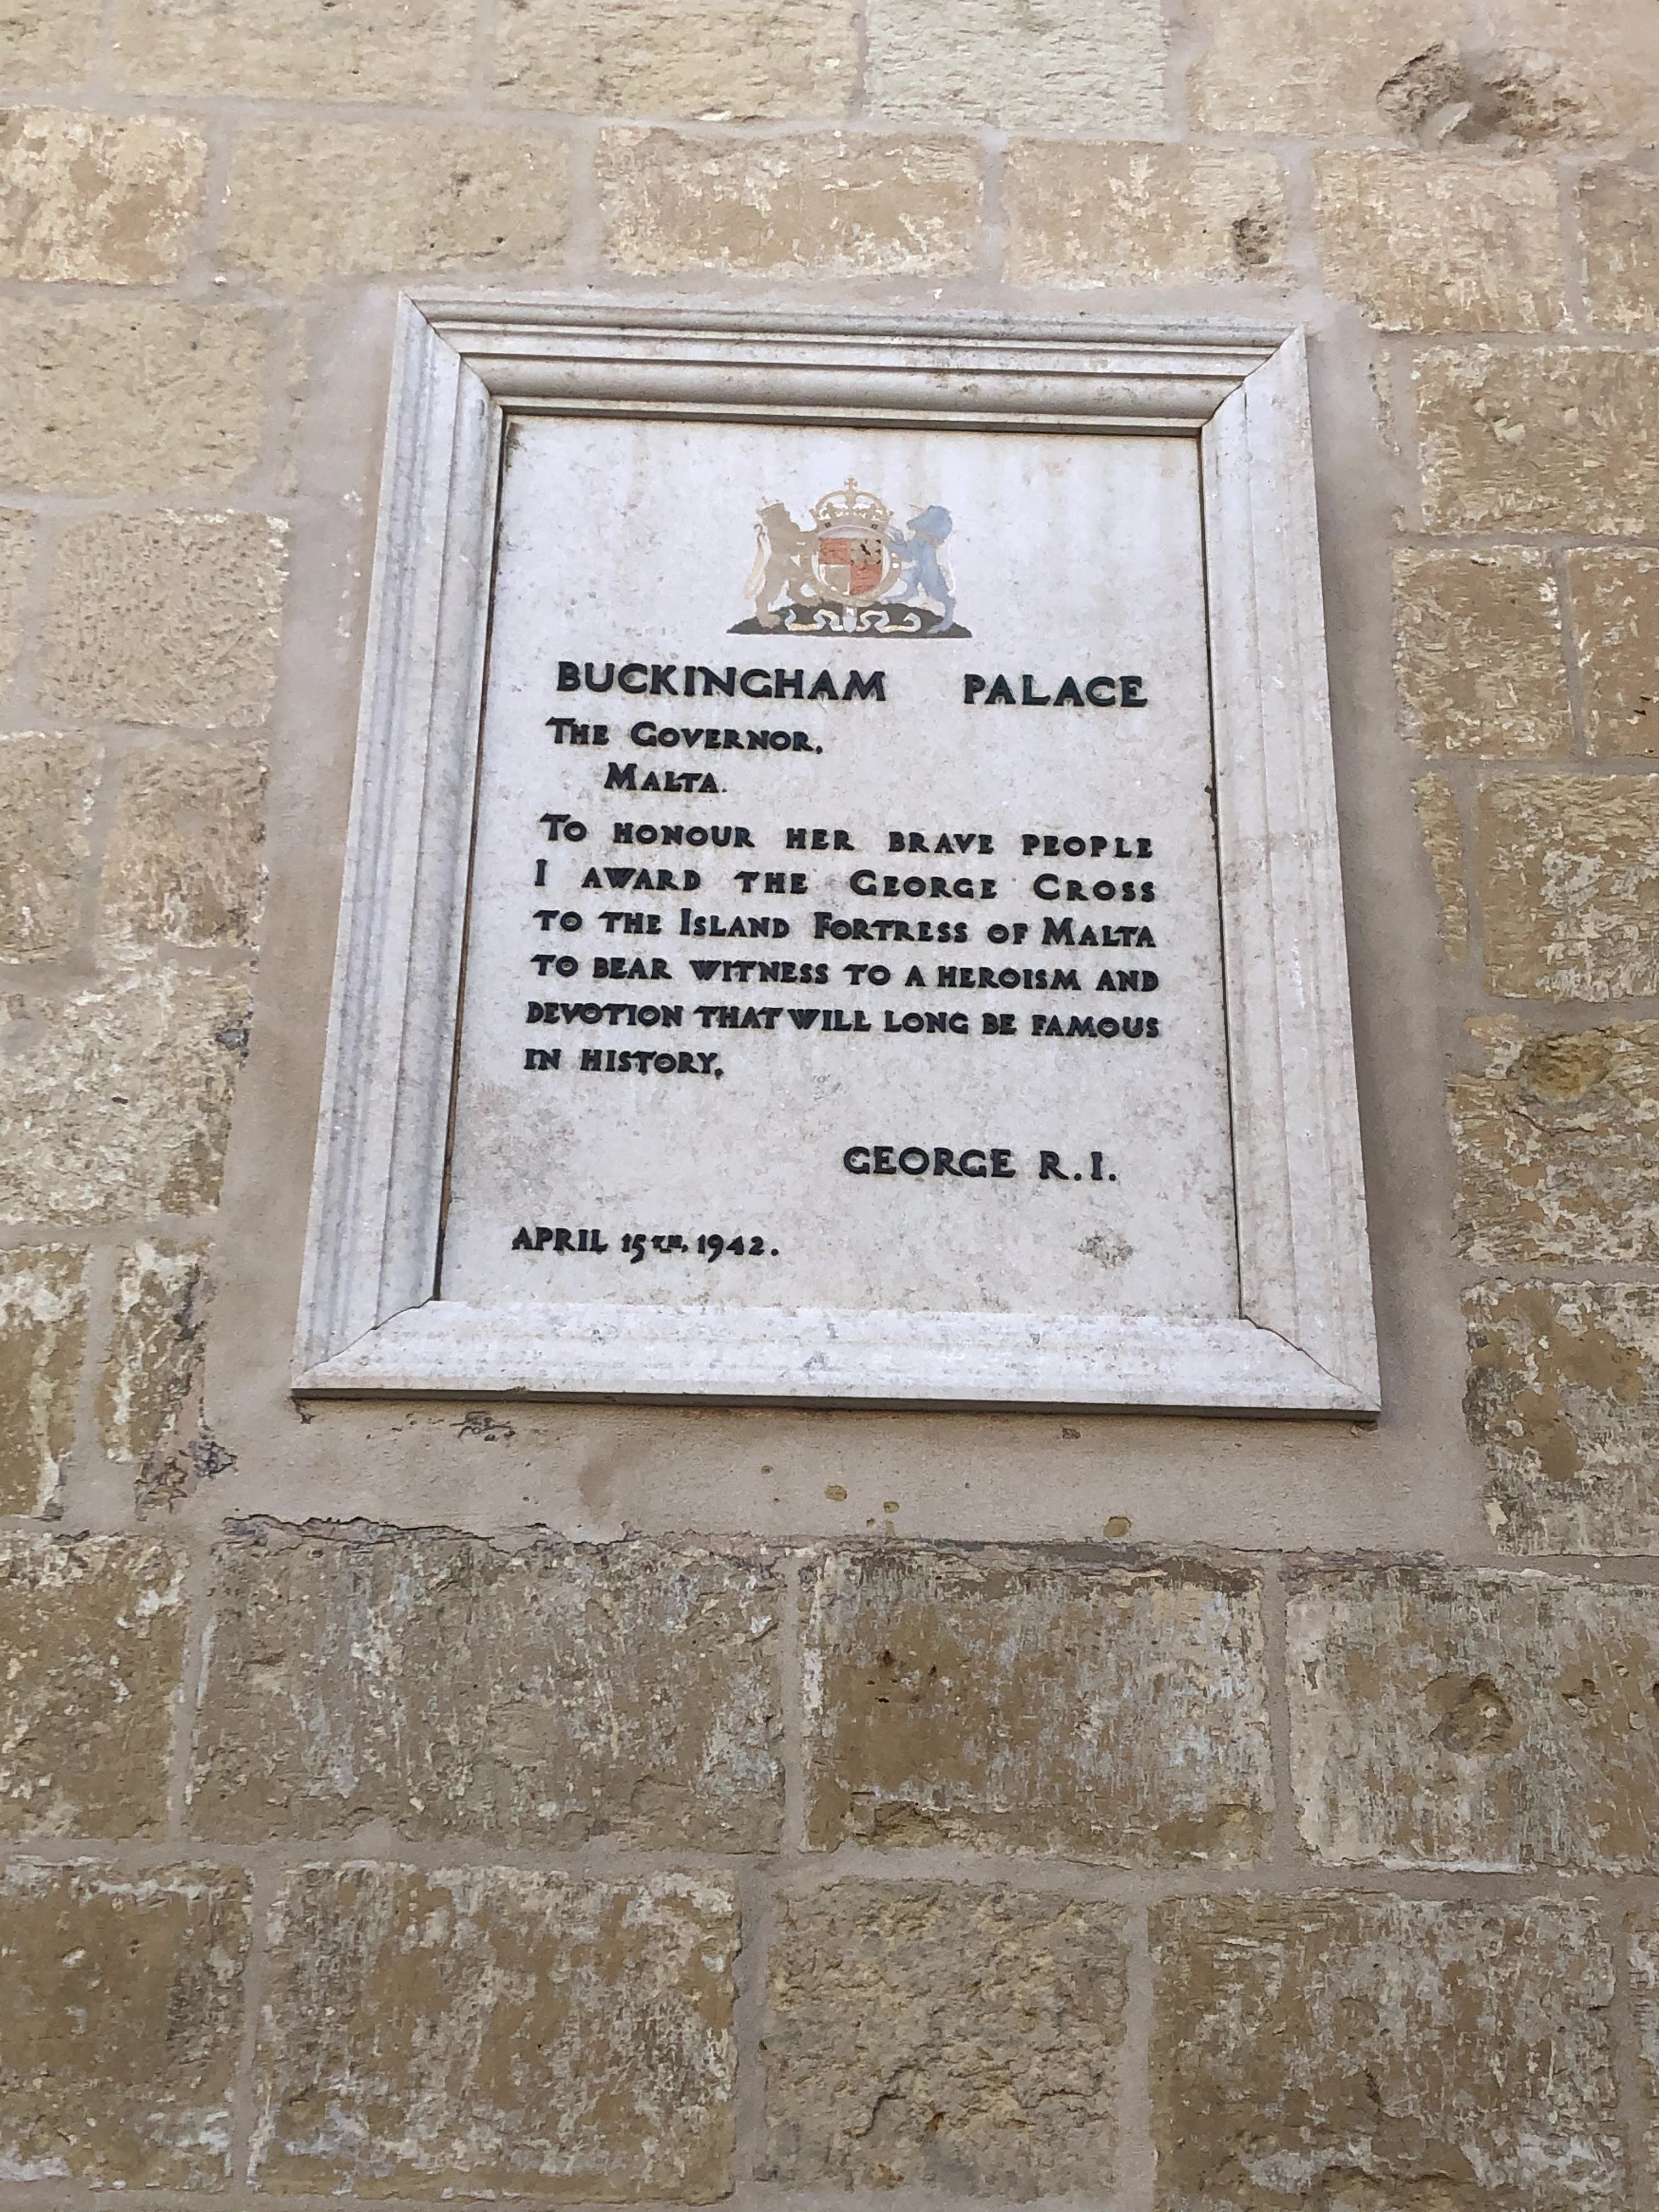 BUCKINGHAM PALACE
THE GOVERNOR,
MALTA.
TO HONOUR HER BRAVE PEOPLE
I AWARD THE GEORGE CROSS
TO THE ISLAND FORTRESS OF MALTA
TO BEAR WITNESS TO A HEROISM AND
DEVOTION THAT WILL LONG BE FAMOUS
IN HISTORY.
GEORGE R.I.
APRIL 15TH. 1942.